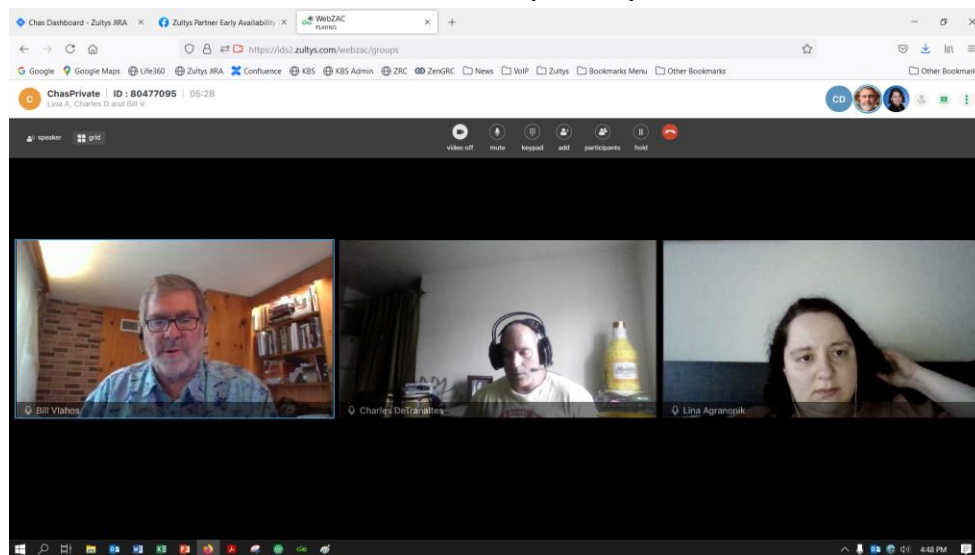 Chas Dashboard - Zultys JIRA
Zultys Partner Early Availability
WebZAC
PLAYING
https://ids2.zultys.com/webzac/groups
Google
Google Maps
Life360
Zultys JIRA
Confluence
KBS
KBS Admin
ZRC
ZenGRC
News
VoIP
Zultys
Bookmarks Menu
Other Bookmarks
Other Bookmark
C
ChasPrivate | ID : 80477095 | 05:28
Lina A, Charles D and Bill V
CD
speaker
grid
video off
mute
keypad
add
participants
hold
Bill Vlahos
Charles DeTranaltes
Lina Agranonik
4:48 PM